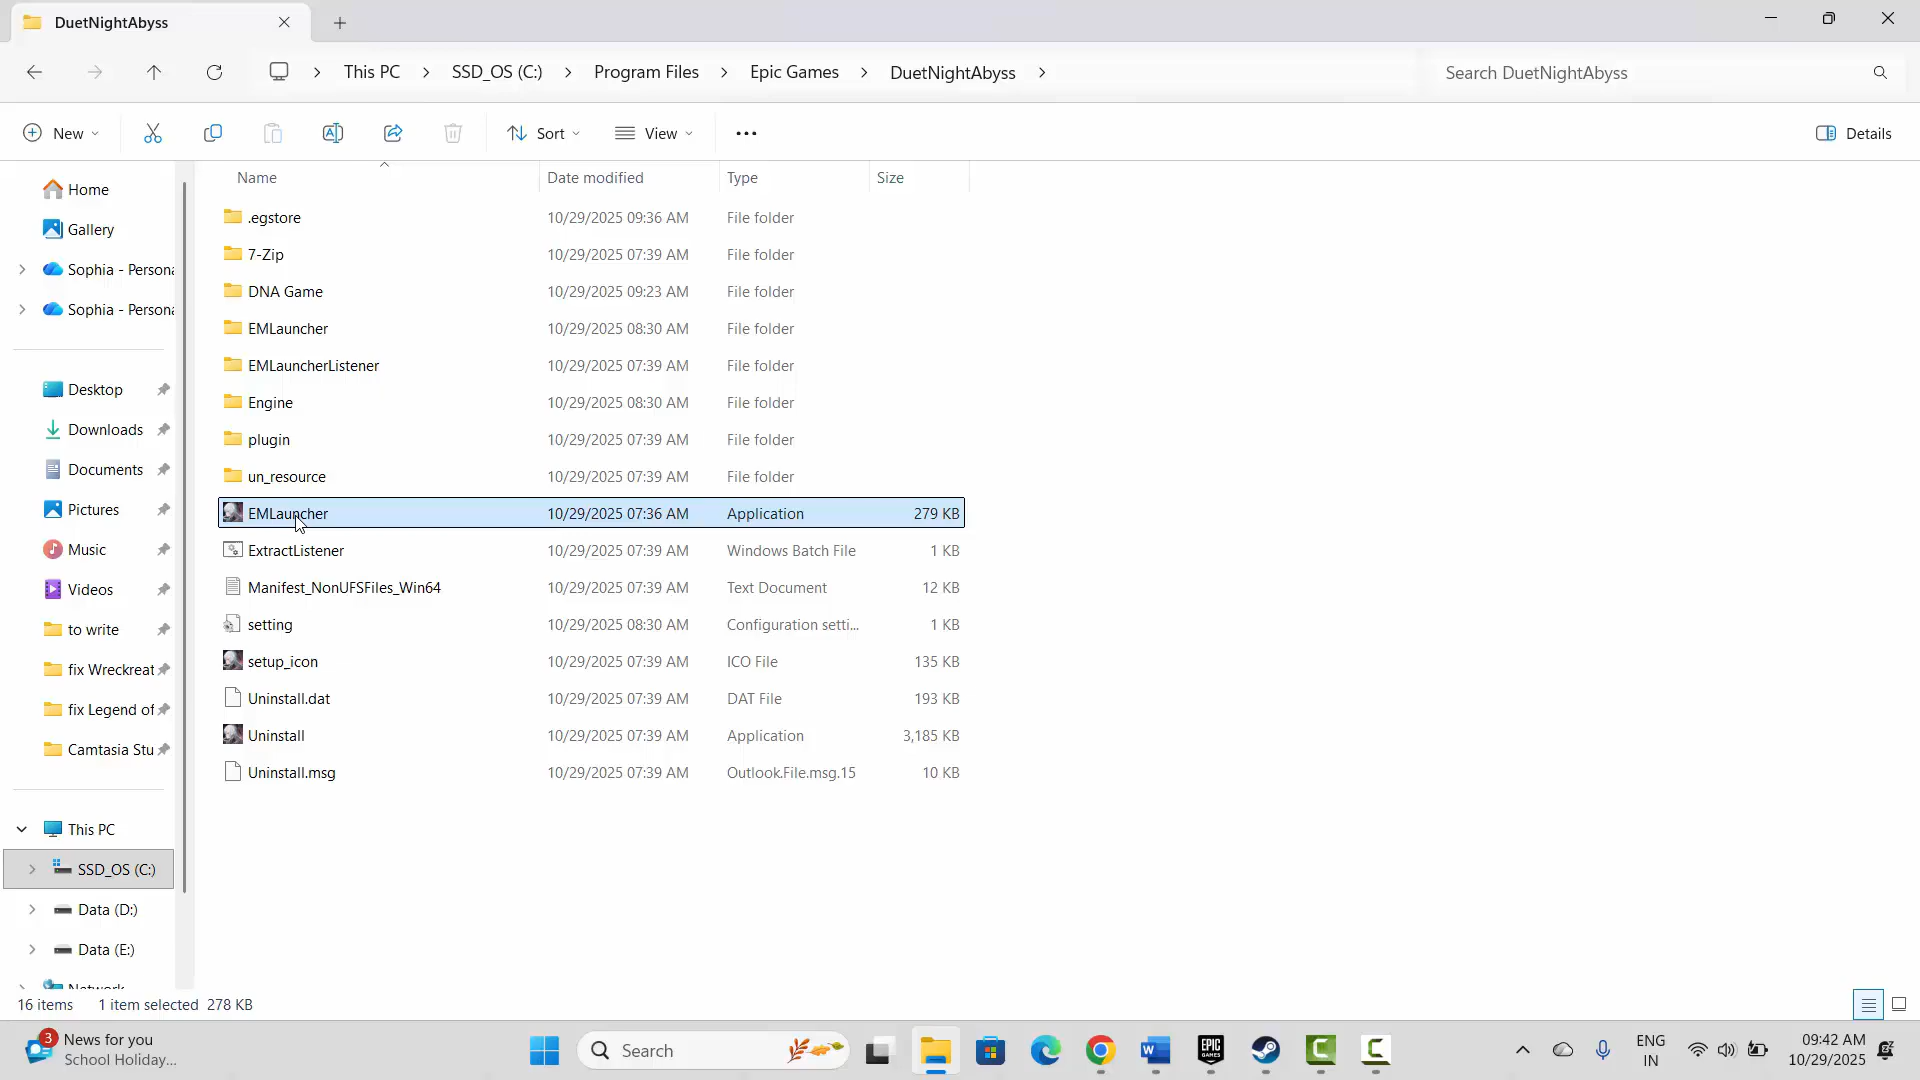 DuetNightAbyss
This PC
SSD_OS (C:)
Program Files
Epic Games
DuetNightAbyss
Search DuetNightAbyss
New
Sort
View
Details
Name
Date modified
Type
Size
Home
Gallery
Sophia - Persona
Sophia - Persona
Desktop
Downloads
Documents
Pictures
Music
Videos
to write
fix Wreckreat
fix Legend of
Camtasia Stu
This PC
SSD_OS (C:)
Data (D:)
Data (E:)
Network
.egstore 10/29/2025 09:36 AM File folder
7-Zip 10/29/2025 07:39 AM File folder
DNA Game 10/29/2025 09:23 AM File folder
EMLauncher 10/29/2025 08:30 AM File folder
EMLauncherListener 10/29/2025 07:39 AM File folder
Engine 10/29/2025 08:30 AM File folder
plugin 10/29/2025 07:39 AM File folder
un_resource 10/29/2025 07:39 AM File folder
EMLauncher 10/29/2025 07:36 AM Application 279 KB
ExtractListener 10/29/2025 07:39 AM Windows Batch File 1 KB
Manifest_NonUFSFiles_Win64 10/29/2025 07:39 AM Text Document 12 KB
setting 10/29/2025 08:30 AM Configuration setti... 1 KB
setup_icon 10/29/2025 07:39 AM ICO File 135 KB
Uninstall.dat 10/29/2025 07:39 AM DAT File 193 KB
Uninstall 10/29/2025 07:39 AM Application 3,185 KB
Uninstall.msg 10/29/2025 07:39 AM Outlook.File.msg.15 10 KB
16 items 1 item selected 278 KB
3
News for you
School Holiday...
Search
W
EPIC
GAMES
C
C
ENG
IN
09:42 AM
10/29/2025